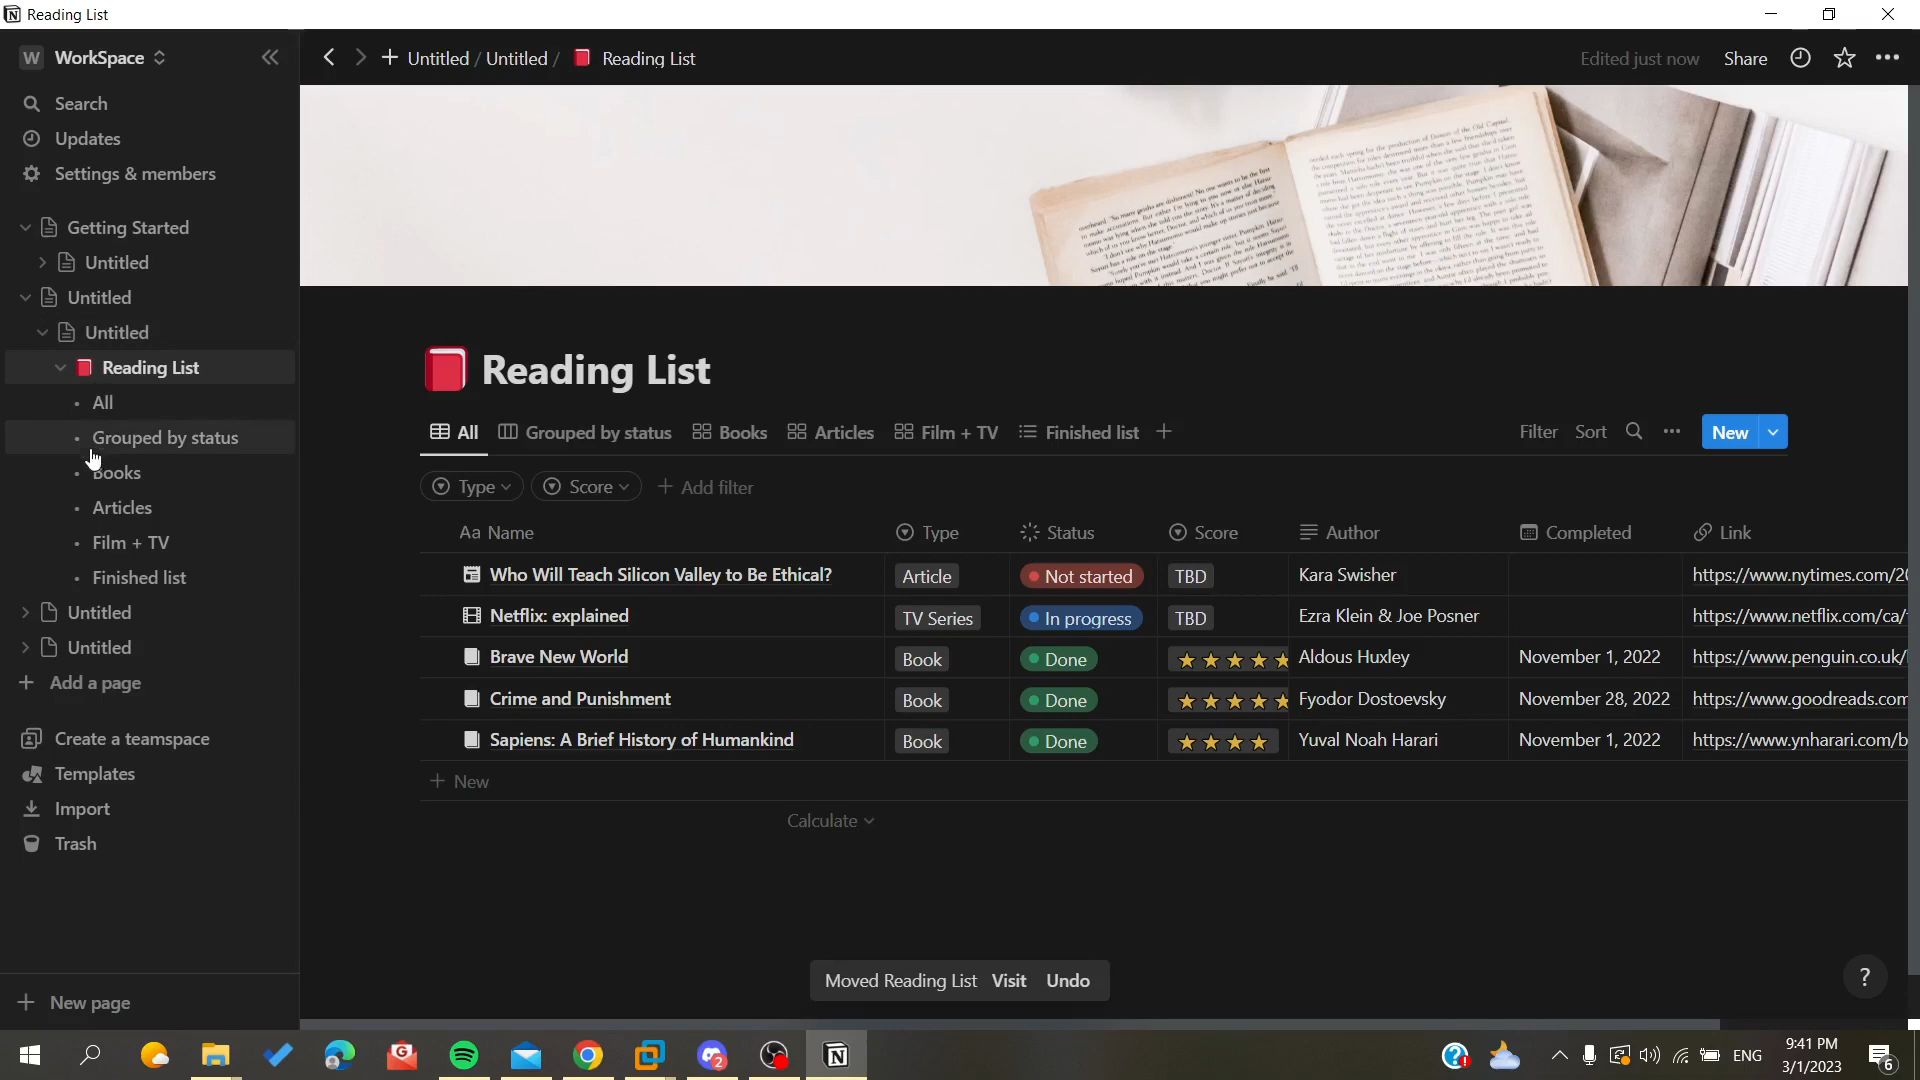 Reading List
W WorkSpace
Untitled / Untitled / Reading List
Edited just now Share
Search
Updates
Settings & members
Getting Started
Untitled
Untitled
Untitled
Reading List
All
Grouped by status
Books
Articles
Film + TV
Finished list
Untitled
Untitled
Add a page
Create a teamspace
Templates
Import
Trash
New page
Reading List
All Grouped by status Books Articles Film + TV Finished list
Filter Sort New
Type Score + Add filter
Aa Name Type Status Score Author Completed Link
Who Will Teach Silicon Valley to Be Ethical? Article Not started TBD Kara Swisher https://www.nytimes.com/20
Netflix: explained TV Series In progress TBD Ezra Klein & Joe Posner https://www.netflix.com/ca/
Brave New World Book Done ★★★★★ Aldous Huxley November 1, 2022 https://www.penguin.co.uk/
Crime and Punishment Book Done ★★★★★ Fyodor Dostoevsky November 28, 2022 https://www.goodreads.com
Sapiens: A Brief History of Humankind Book Done ★★★★ Yuval Noah Harari November 1, 2022 https://www.ynharari.com/b
+ New
Calculate
Moved Reading List Visit Undo
?
ENG
9:41 PM
3/1/2023
2
6